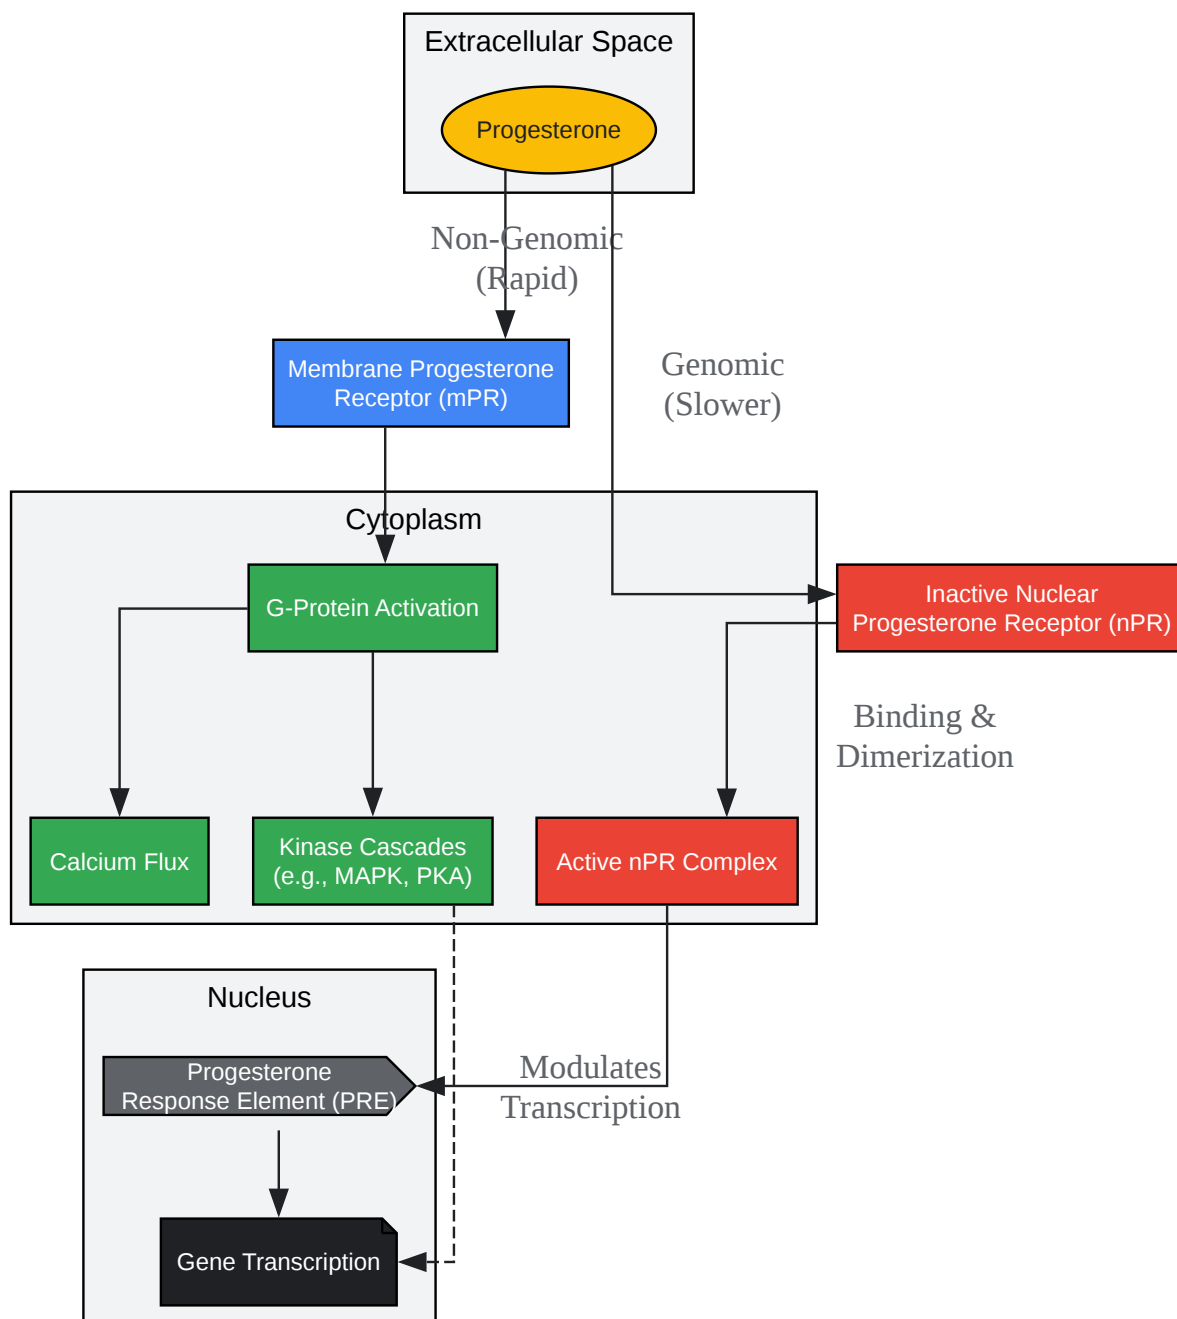 Extracellular Space
Progesterone
Non-Genomic
(Rapid)
Membrane Progesterone
Receptor (mPR)
Genomic
(Slower)
Cytoplasm
G-Protein Activation
Inactive Nuclear
Progesterone Receptor (nPR)
Binding &
Dimerization
Calcium Flux
Kinase Cascades
(e.g., MAPK, PKA)
Active nPR Complex
Nucleus
Progesterone
Response Element (PRE)
Modulates
Transcription
Gene Transcription